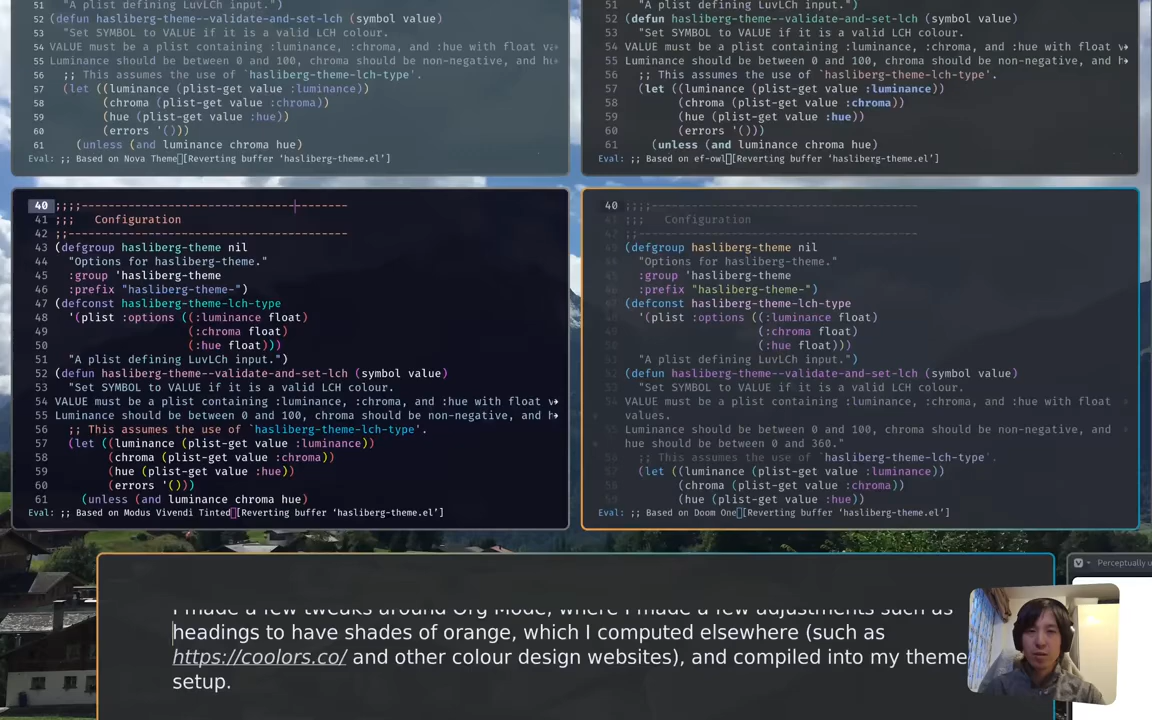 51 "A plist defining LuvLCh input.")
52 (defun hasliberg-theme--validate-and-set-lch (symbol value)
53 "Set SYMBOL to VALUE if it is a valid LCH colour.
54 VALUE must be a plist containing :luminance, :chroma, and :hue with float v
55 Luminance should be between 0 and 100, chroma should be non-negative, and h
56 ;; This assumes the use of `hasliberg-theme-lch-type'.
57 (let ((luminance (plist-get value :luminance))
58 (chroma (plist-get value :chroma))
59 (hue (plist-get value :hue))
60 (errors '()))
61 (unless (and luminance chroma hue)
Eval: ;; Based on Nova Theme [Reverting buffer ‘hasliberg-theme.el’]
51 "A plist defining LuvLCh input.")
52 (defun hasliberg-theme--validate-and-set-lch (symbol value)
53 "Set SYMBOL to VALUE if it is a valid LCH colour.
54 VALUE must be a plist containing :luminance, :chroma, and :hue with float v
55 Luminance should be between 0 and 100, chroma should be non-negative, and h
56 ;; This assumes the use of `hasliberg-theme-lch-type'.
57 (let ((luminance (plist-get value :luminance))
58 (chroma (plist-get value :chroma))
59 (hue (plist-get value :hue))
60 (errors '()))
61 (unless (and luminance chroma hue)
Eval: ;; Based on ef-owl [Reverting buffer ‘hasliberg-theme.el’]
40 ;;;;----------------------------------------
41 ;;; Configuration
42 ;;------------------------------------------
43 (defgroup hasliberg-theme nil
44 "Options for hasliberg-theme."
45 :group 'hasliberg-theme
46 :prefix "hasliberg-theme-")
47 (defconst hasliberg-theme-lch-type
48 '(plist :options ((:luminance float)
49 (:chroma float)
50 (:hue float)))
51 "A plist defining LuvLCh input.")
52 (defun hasliberg-theme--validate-and-set-lch (symbol value)
53 "Set SYMBOL to VALUE if it is a valid LCH colour.
54 VALUE must be a plist containing :luminance, :chroma, and :hue with float v
55 Luminance should be between 0 and 100, chroma should be non-negative, and h
56 ;; This assumes the use of `hasliberg-theme-lch-type'.
57 (let ((luminance (plist-get value :luminance))
58 (chroma (plist-get value :chroma))
59 (hue (plist-get value :hue))
60 (errors '()))
61 (unless (and luminance chroma hue)
Eval: ;; Based on Modus Vivendi Tinted [Reverting buffer ‘hasliberg-theme.el’]
40 ;;;;----------------------------------------
;;; Configuration
;;------------------------------------------
(defgroup hasliberg-theme nil
"Options for hasliberg-theme."
:group 'hasliberg-theme
:prefix "hasliberg-theme-")
(defconst hasliberg-theme-lch-type
'(plist :options ((:luminance float)
(:chroma float)
(:hue float)))
"A plist defining LuvLCh input.")
(defun hasliberg-theme--validate-and-set-lch (symbol value)
"Set SYMBOL to VALUE if it is a valid LCH colour.
VALUE must be a plist containing :luminance, :chroma, and :hue with float
values.
Luminance should be between 0 and 100, chroma should be non-negative, and
hue should be between 0 and 360."
;; This assumes the use of `hasliberg-theme-lch-type'.
(let ((luminance (plist-get value :luminance))
(chroma (plist-get value :chroma))
(hue (plist-get value :hue))
Eval: ;; Based on Doom One [Reverting buffer ‘hasliberg-theme.el’]
I made a few tweaks around Org Mode, where I made a few adjustments such as
headings to have shades of orange, which I computed elsewhere (such as
https://coolors.co/ and other colour design websites), and compiled into my theme
setup.
Perceptually u